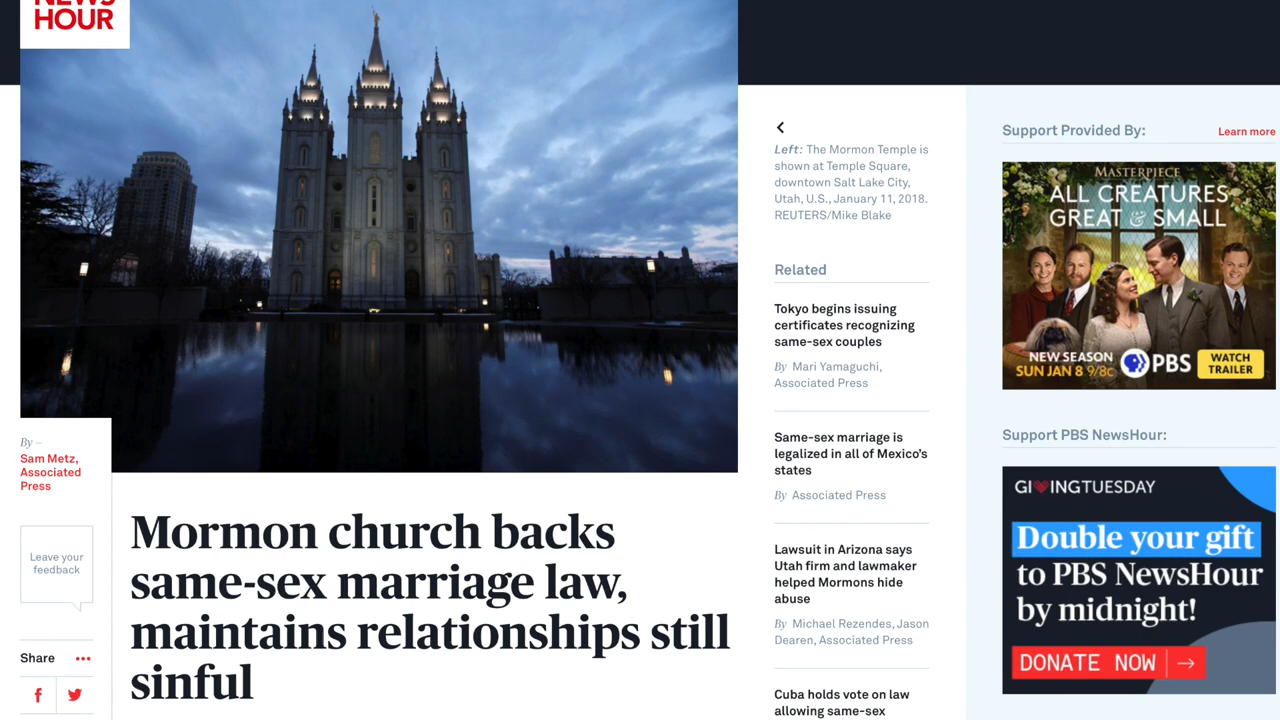 NEWS
HOUR
By –
Sam Metz,
Associated
Press
Leave your
feedback
Share
Mormon church backs
same-sex marriage law,
maintains relationships still
sinful
Left: The Mormon Temple is
shown at Temple Square,
downtown Salt Lake City,
Utah, U.S., January 11, 2018.
REUTERS/Mike Blake
Related
Tokyo begins issuing
certificates recognizing
same-sex couples
By Mari Yamaguchi,
Associated Press
Same-sex marriage is
legalized in all of Mexico’s
states
By Associated Press
Lawsuit in Arizona says
Utah firm and lawmaker
helped Mormons hide
abuse
By Michael Rezendes, Jason
Dearen, Associated Press
Cuba holds vote on law
allowing same-sex
Support Provided By:
Learn more
MASTERPIECE
ALL CREATURES
GREAT & SMALL
NEW SEASON
SUN JAN 8 9/8c
PBS
WATCH
TRAILER
Support PBS NewsHour:
GIVINGTUESDAY
Double your gift
to PBS NewsHour
by midnight!
DONATE NOW